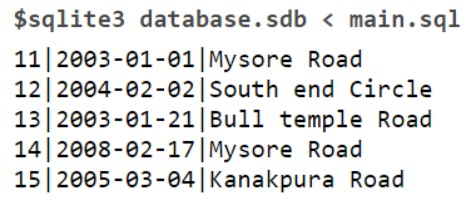 $sqlite3 database.sdb < main.sql
11|2003-01-01|Mysore Road
12|2004-02-02|South end Circle
13|2003-01-21|Bull temple Road
14|2008-02-17|Mysore Road
15|2005-03-04|Kanakpura Road